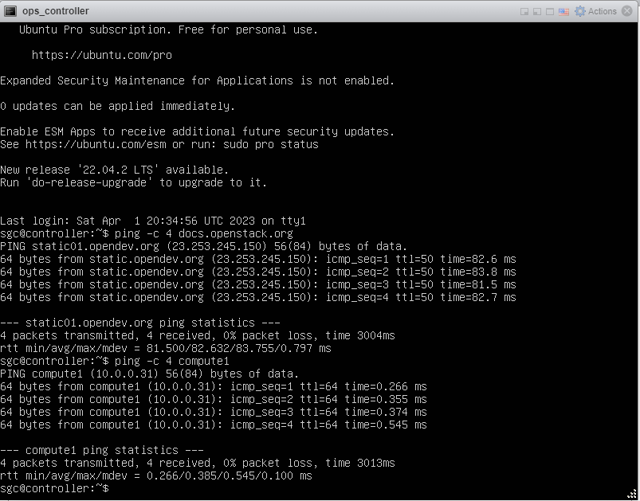 ops_controller
Actions
Ubuntu Pro subscription. Free for personal use.
https://ubuntu.com/pro
Expanded Security Maintenance for Applications is not enabled.
0 updates can be applied immediately.
Enable ESM Apps to receive additional future security updates.
See https://ubuntu.com/esm or run: sudo pro status
New release '22.04.2 LTS' available.
Run 'do-release-upgrade' to upgrade to it.
Last login: Sat Apr  1 20:34:56 UTC 2023 on tty1
sgc@controller:~$ ping -c 4 docs.openstack.org
PING static01.opendev.org (23.253.245.150) 56(84) bytes of data.
64 bytes from static.opendev.org (23.253.245.150): icmp_seq=1 ttl=50 time=82.6 ms
64 bytes from static.opendev.org (23.253.245.150): icmp_seq=2 ttl=50 time=83.8 ms
64 bytes from static.opendev.org (23.253.245.150): icmp_seq=3 ttl=50 time=81.5 ms
64 bytes from static.opendev.org (23.253.245.150): icmp_seq=4 ttl=50 time=82.7 ms
--- static01.opendev.org ping statistics ---
4 packets transmitted, 4 received, 0% packet loss, time 3004ms
rtt min/avg/max/mdev = 81.500/82.632/83.755/0.797 ms
sgc@controller:~$ ping -c 4 compute1
PING compute1 (10.0.0.31) 56(84) bytes of data.
64 bytes from compute1 (10.0.0.31): icmp_seq=1 ttl=64 time=0.266 ms
64 bytes from compute1 (10.0.0.31): icmp_seq=2 ttl=64 time=0.355 ms
64 bytes from compute1 (10.0.0.31): icmp_seq=3 ttl=64 time=0.374 ms
64 bytes from compute1 (10.0.0.31): icmp_seq=4 ttl=64 time=0.545 ms
--- compute1 ping statistics ---
4 packets transmitted, 4 received, 0% packet loss, time 3013ms
rtt min/avg/max/mdev = 0.266/0.385/0.545/0.100 ms
sgc@controller:~$